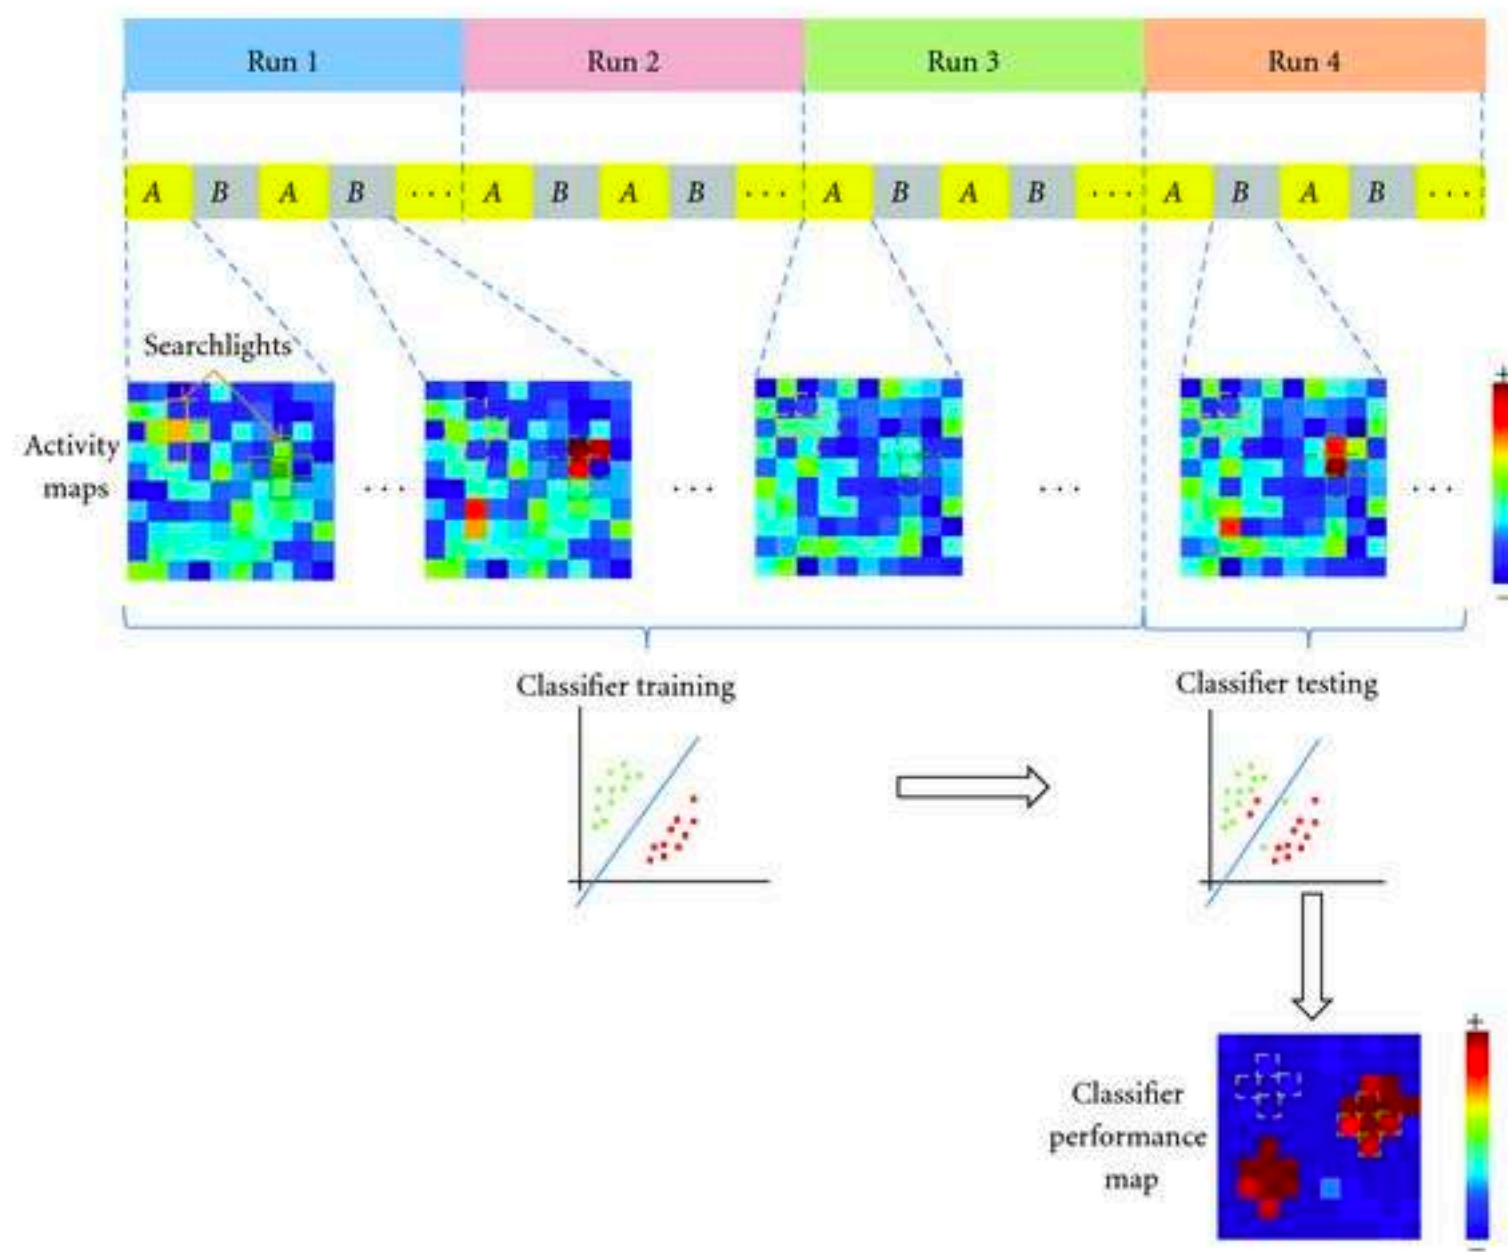 Run 1 Run 2 Run 3 Run 4
A B A B ... A B A B ... A B A B ... A B A B ...
Searchlights
Activity
maps
... ... ... ...
+
−
Classifier training
Classifier testing
+
Classifier
performance
map
−